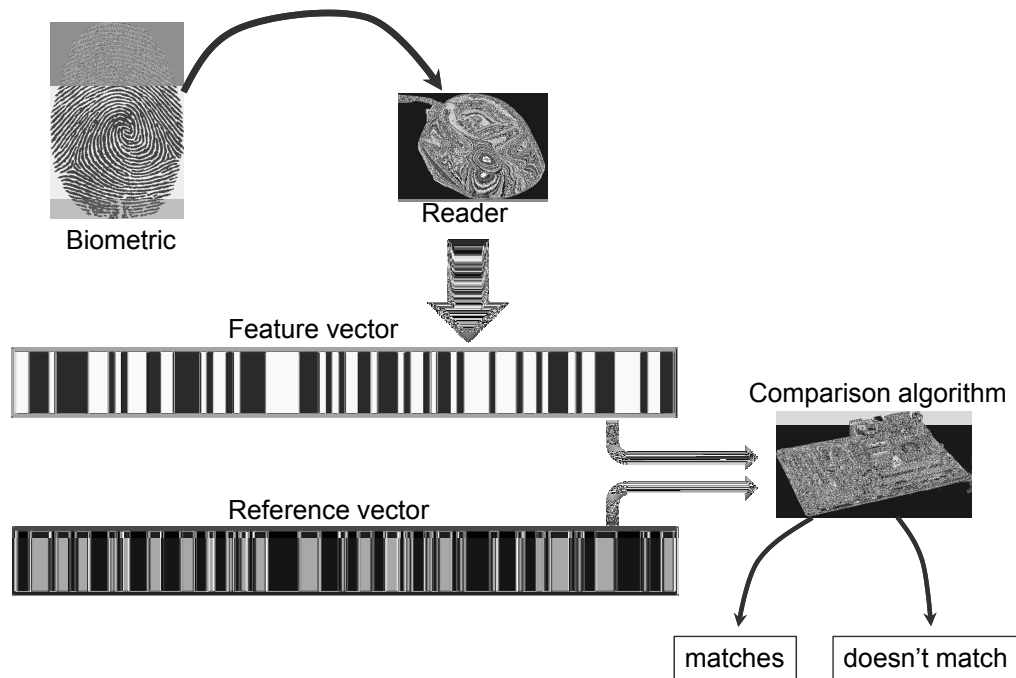 Biometric
Reader
Feature vector
Comparison algorithm
Reference vector
matches
doesn't match